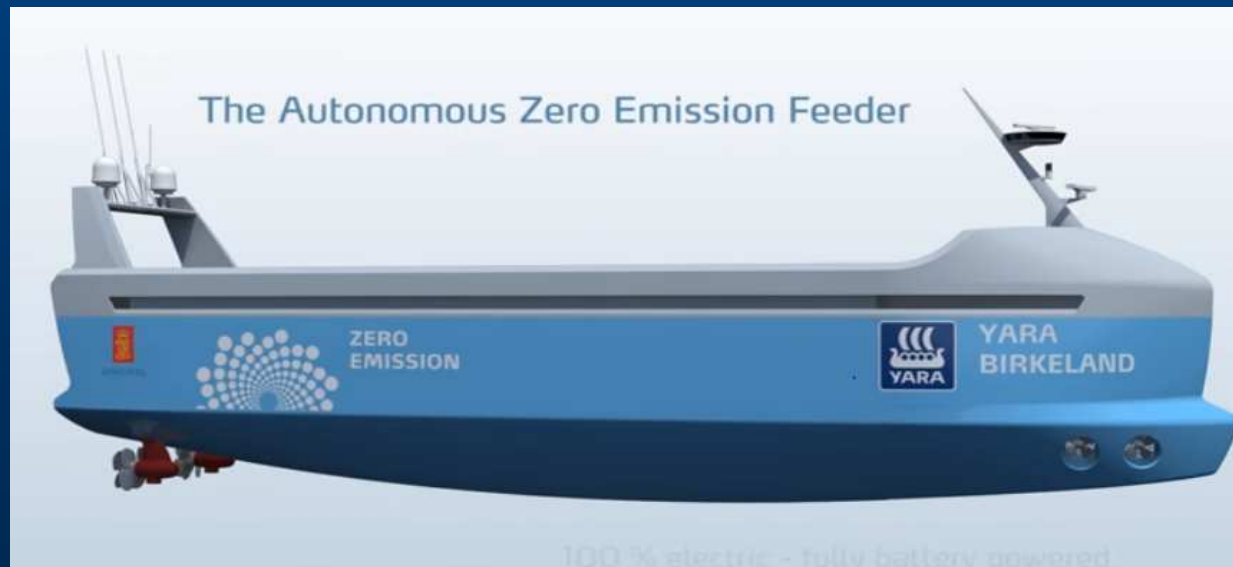 The Autonomous Zero Emission Feeder
ZERO
EMISSION
YARA
YARA
BIRKELAND
100 % electric - fully battery powered